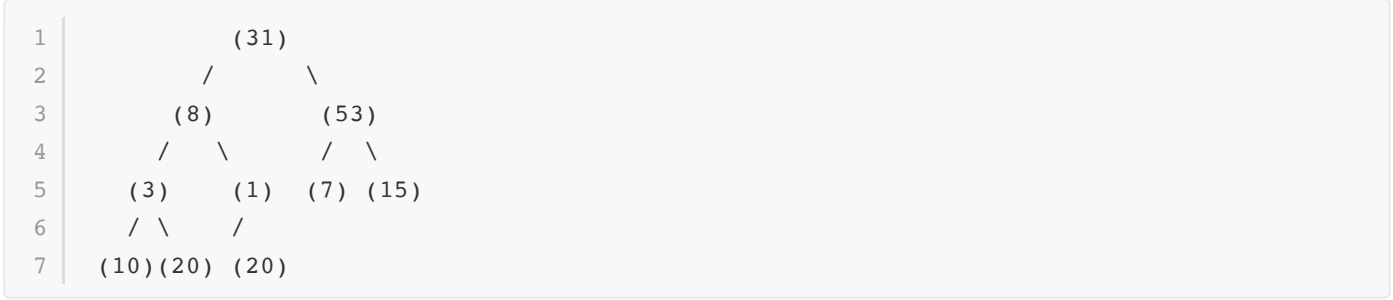 1 (31)
2 / \
3 (8) (53)
4 / \ / \
5 (3) (1) (7) (15)
6 / \ /
7 (10)(20) (20)